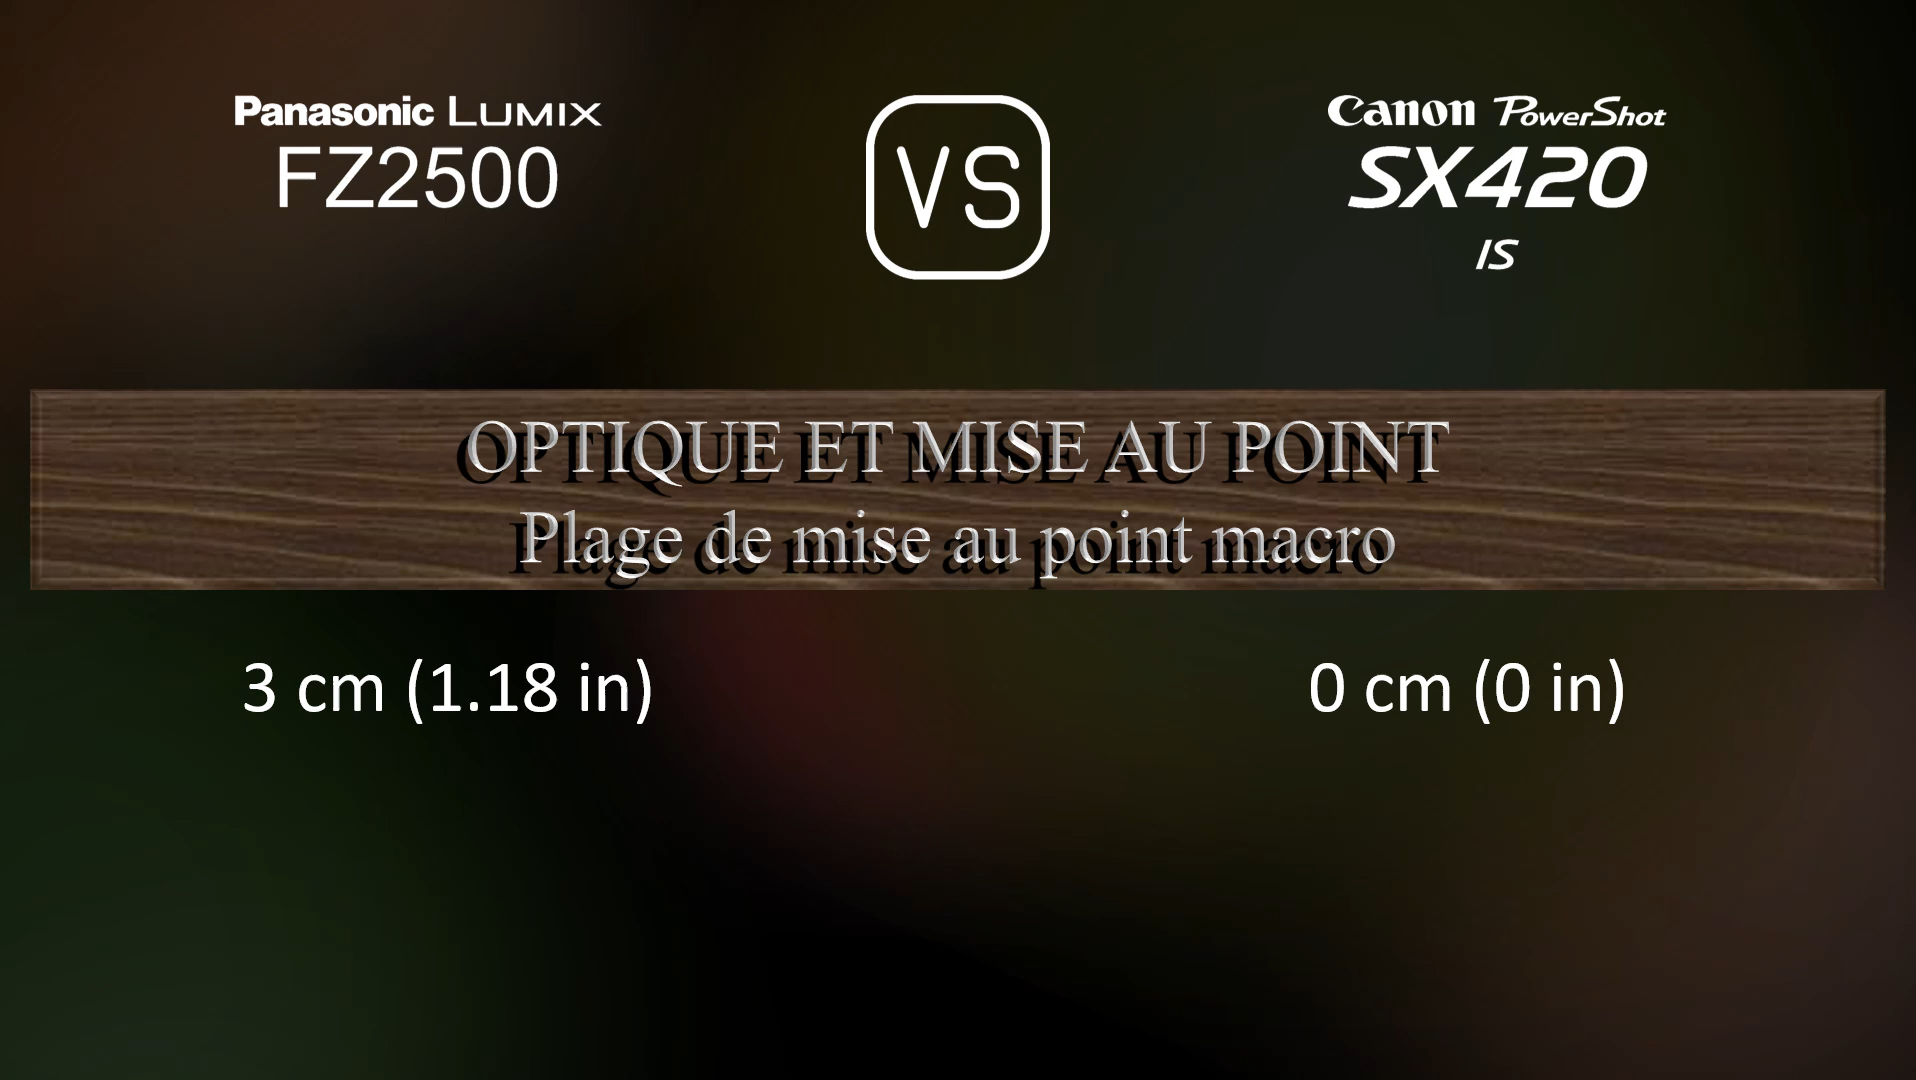 Panasonic LUMIX
FZ2500
VS
Canon PowerShot
SX420
IS
OPTIQUE ET MISE AU POINT
Plage de mise au point macro
3 cm (1.18 in)
0 cm (0 in)